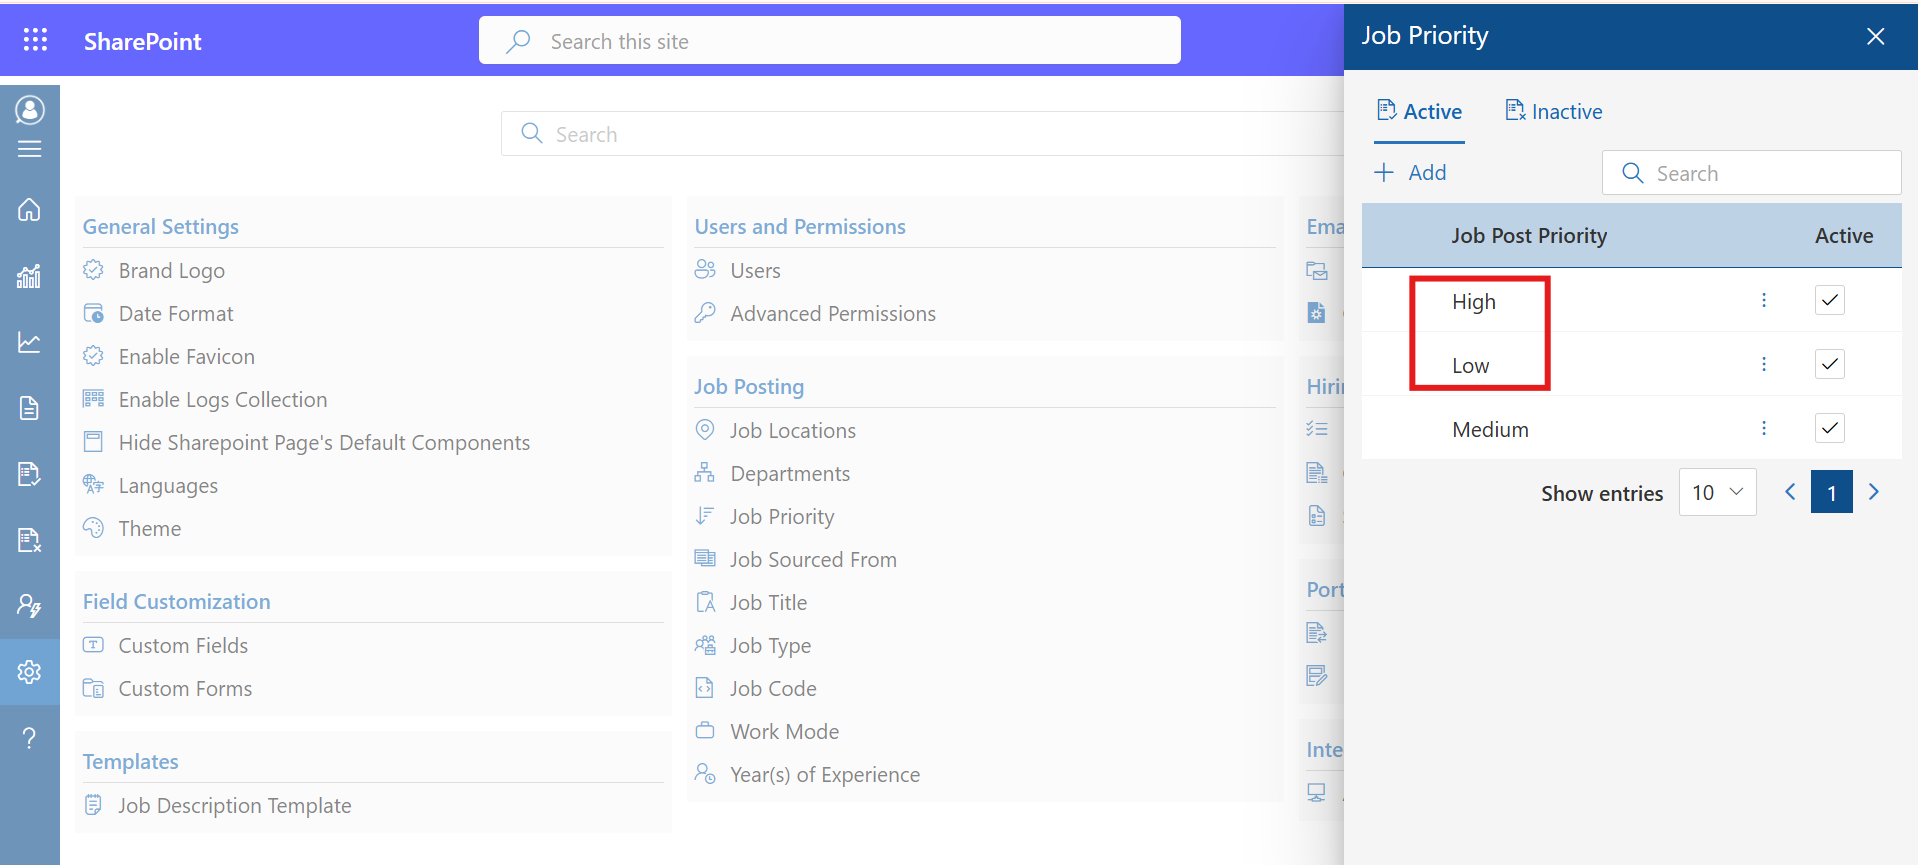 SharePoint
Search this site
Job Priority
Search
Active
Inactive
Add
Search
General Settings
Brand Logo
Date Format
Enable Favicon
Enable Logs Collection
Hide Sharepoint Page's Default Components
Languages
Theme
Field Customization
Custom Fields
Custom Forms
Templates
Job Description Template
Users and Permissions
Users
Advanced Permissions
Job Posting
Job Locations
Departments
Job Priority
Job Sourced From
Job Title
Job Type
Job Code
Work Mode
Year(s) of Experience
Ema
Hirin
Port
Inte
Job Post Priority Active
High
Low
Medium
Show entries 10 1